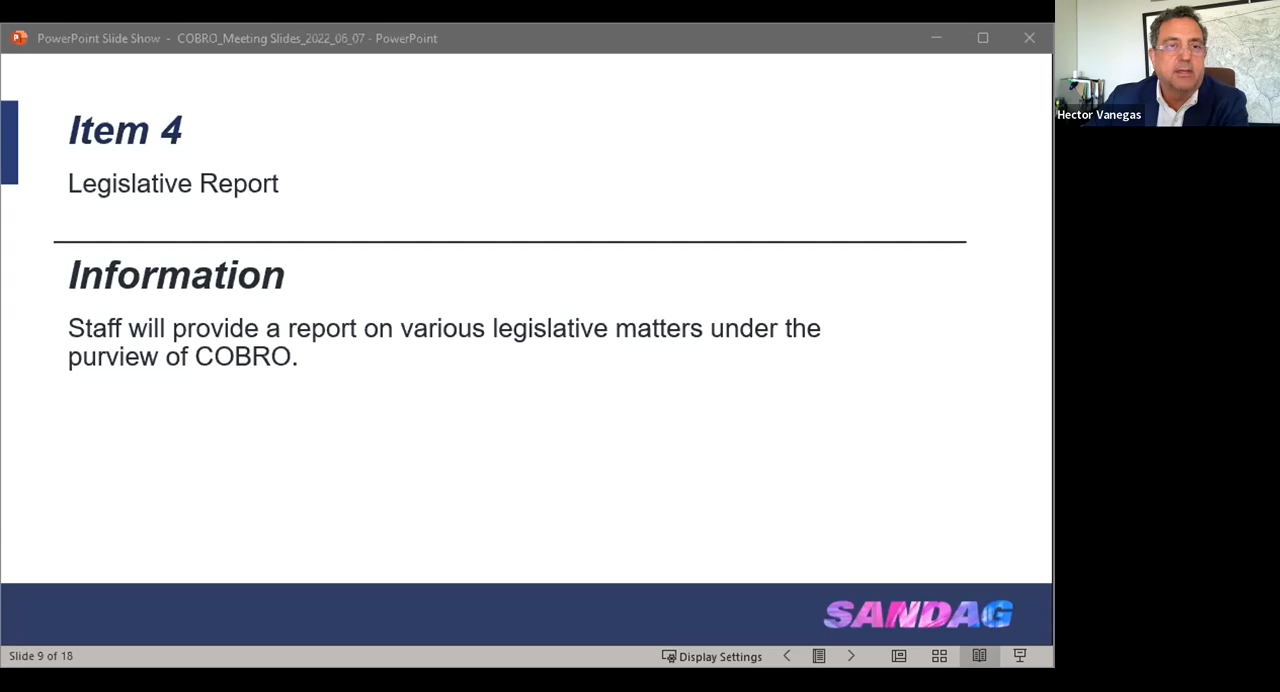 PowerPoint Slide Show - COBRO_Meeting Slides_2022_06_07 - PowerPoint
Hector Vanegas
Item 4
Legislative Report
Information
Staff will provide a report on various legislative matters under the
purview of COBRO.
SANDAG
Slide 9 of 18
Display Settings